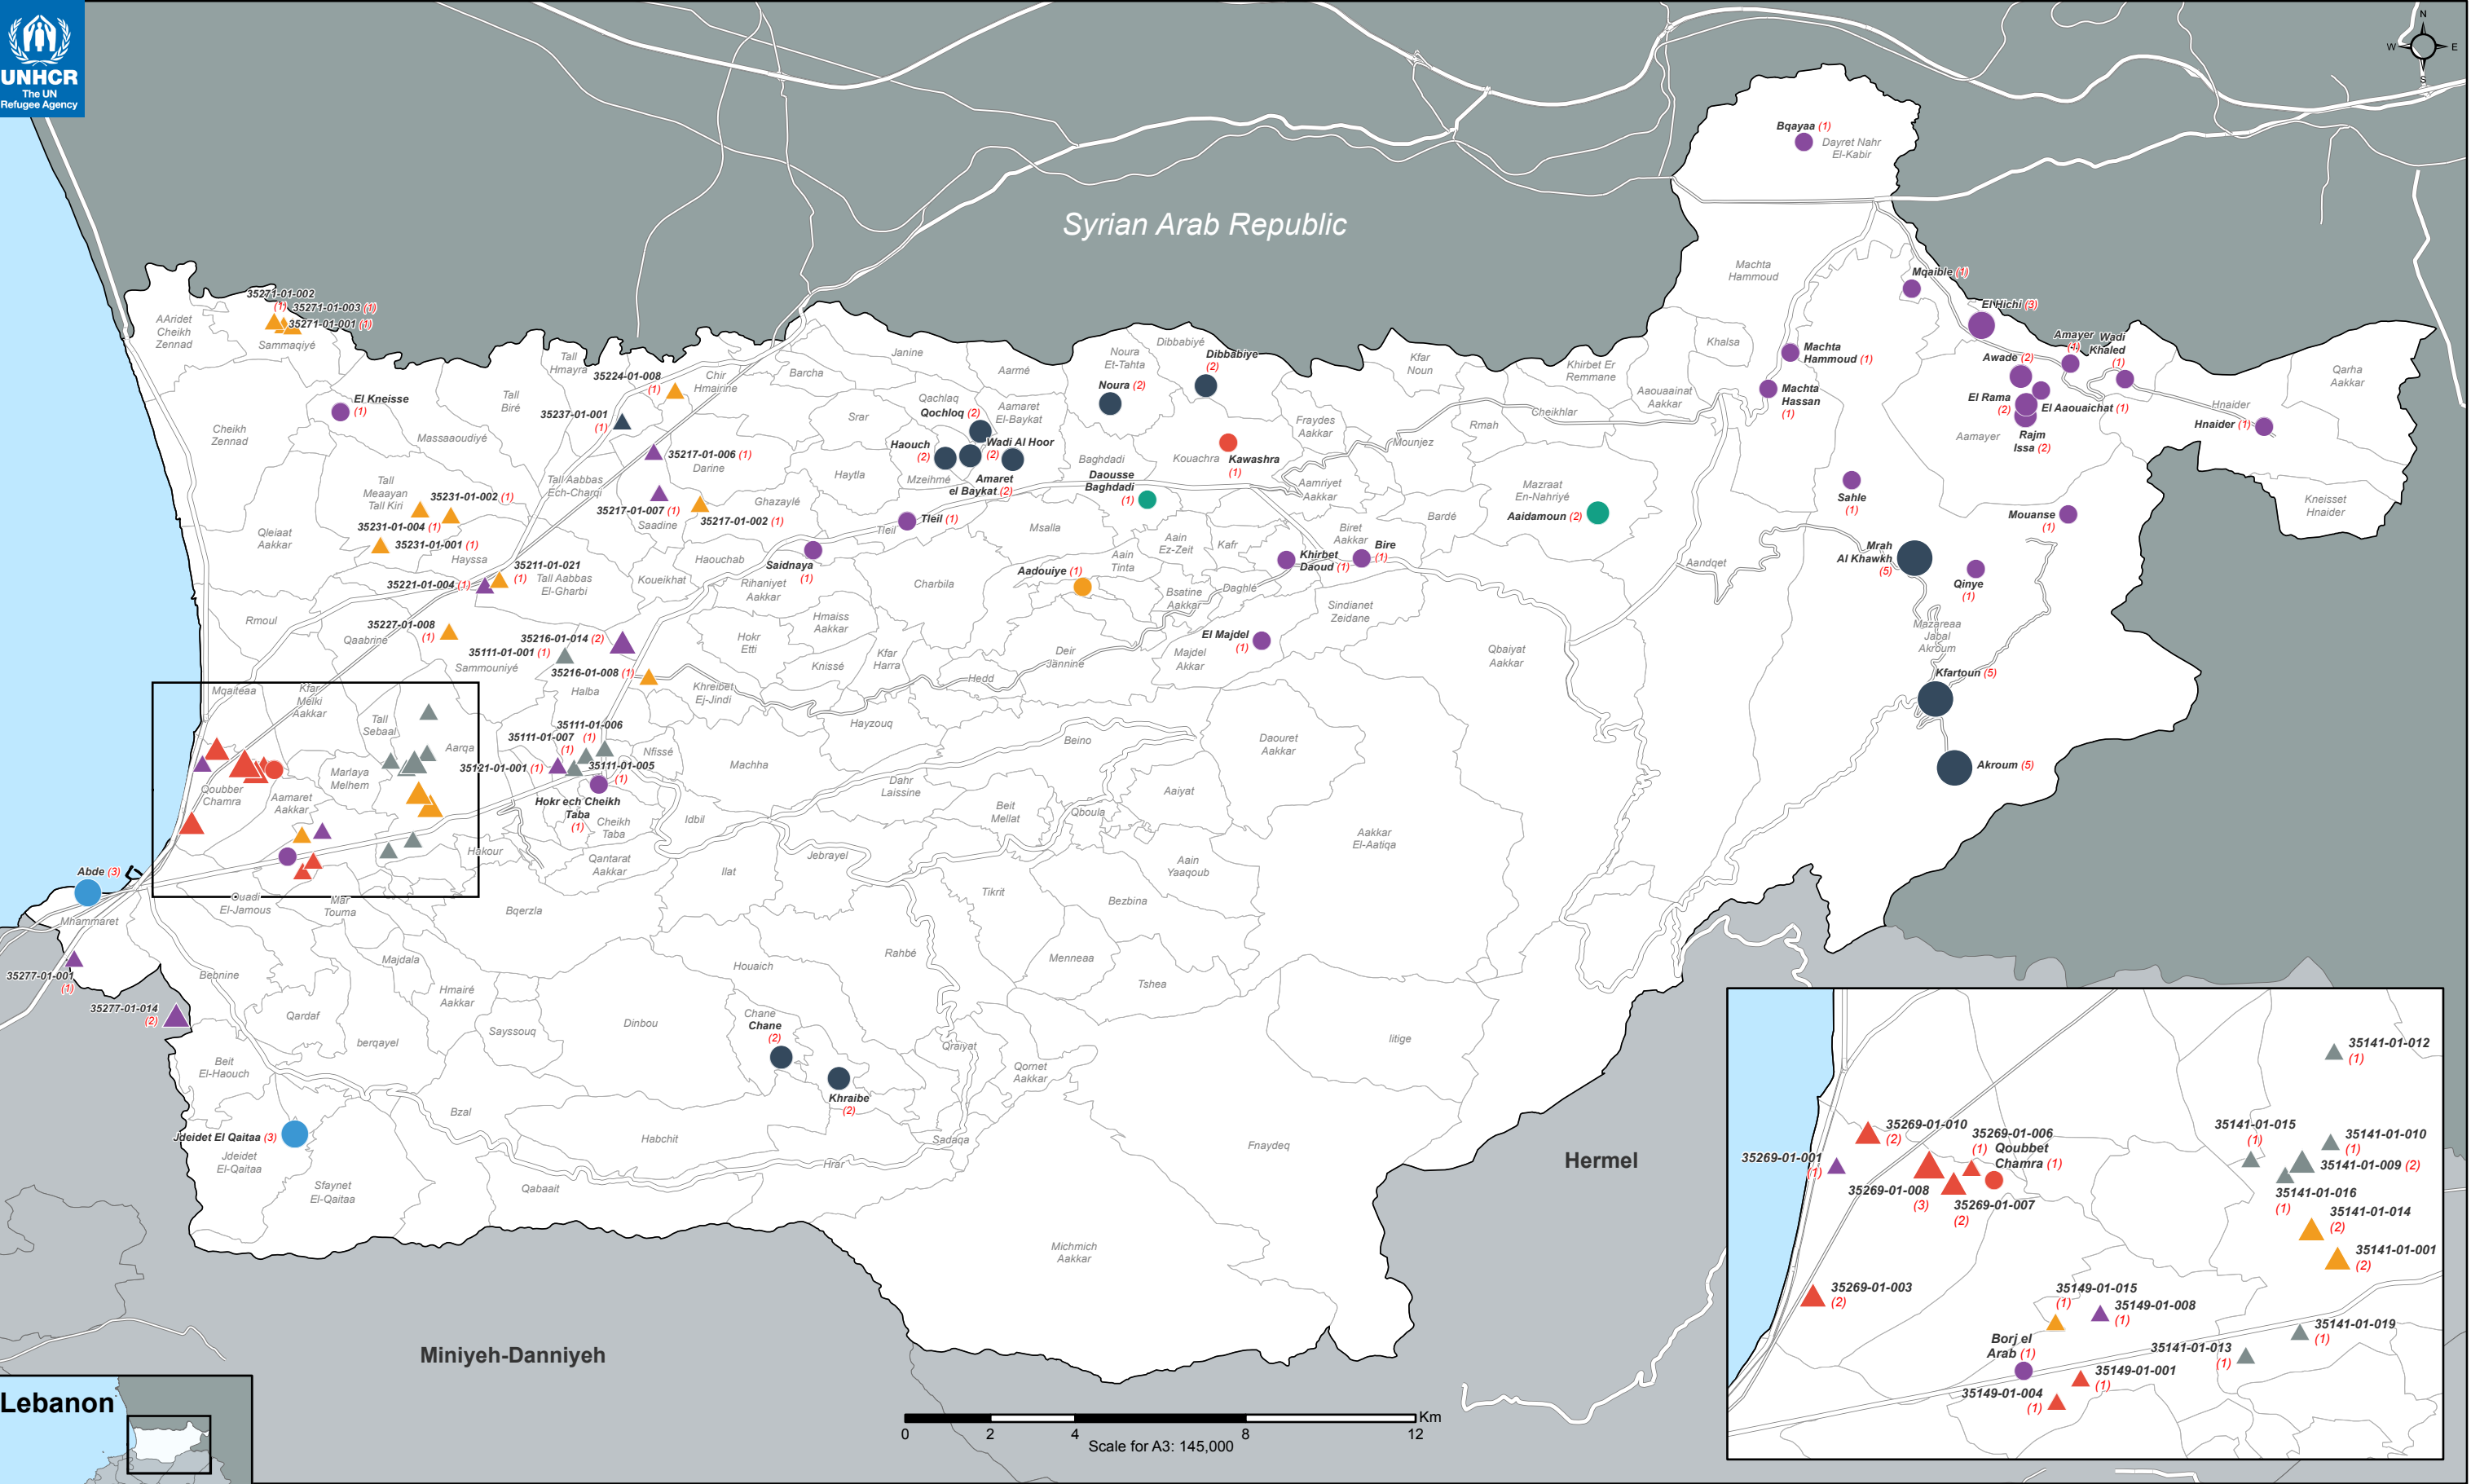 UNHCR
The UN
Refugee Agency
N
W
E
S
Syrian Arab Republic
Bqayaa (1)
Dayret Nahr
El-Kabir
Machta
Hammoud
Mqaible (1)
El Hichi (3)
Amayer
(1)
Wadi
Khaled
(1)
Awade (2)
El Rama
(2)
El Aaouaichat (1)
Rajm
Issa (2)
Aamayer
Hnaider
Hnaider (1)
Qarha
Aakkar
Kneisset
Hnaider
Khalsa
Machta
Hammoud (1)
Machta
Hassan
(1)
Sahle
(1)
Mouanse
(1)
Mrah
Al Khawkh
(5)
Qinye
(1)
Mazareaa
Jabal
Akroum
Kfartoun (5)
Akroum (5)
AAridet
Cheikh
Zennad
35271-01-002
(1)
35271-01-003 (1)
35271-01-001 (1)
Sammaqiyé
El Kneisse
(1)
Cheikh
Zennad
Tall
Hmayra
Tall
Biré
Massaaoudiyé
35224-01-008
(1)
Chir
Hmairine
35237-01-001
(1)
35217-01-006 (1)
Darine
Tall Aabbas
Ech-Charqi
35217-01-007 (1)
Saadine
35217-01-002 (1)
Ghazaylé
Barcha
Janine
Srar
Haytla
Qachlaq
Qochloq (2)
Aarmé
Aamaret
El-Baykat
Haouch
(2)
Wadi Al Hoor
(2)
Mzeihmé
Amaret
el Baykat (2)
Noura
Et-Tahta
Noura (2)
Dibbabiyé
Dibbabiye
(2)
Baghdadi
Daousse
Baghdadi
(1)
Kouachra
Kawashra
(1)
Fraydes
Aakkar
Aamriyet
Aakkar
Kfar
Noun
Mounjez
Rmah
Khirbet Er
Remmane
Cheikhlar
Aaouaainat
Aakkar
Mazraat
En-Nahriyé
Aaidamoun (2)
Bardé
Aandqet
Tall
Meaayan
Tall Kiri
35231-01-002 (1)
35231-01-004 (1)
35231-01-001 (1)
Qleiaat
Aakkar
Hayssa
35211-01-021
(1)
35221-01-004 (1)
Tall Aabbas
El-Gharbi
Koueikhat
Haouchab
Saidnaya
(1)
Tleil (1)
Tleil
Rihaniyet
Aakkar
Msalla
Charbila
Aain
Tinta
Aadouiye (1)
Aain
Ez-Zeit
Kafr
Khirbet
Daoud (1)
Biret
Aakkar
Bire
(1)
Bsatine
Aakkar
Daghlé
Sindianet
Zeidane
El Majdel
(1)
Majdel
Akkar
Qbaiyat
Aakkar
Rmoul
Qaabrine
35227-01-008
(1)
Sammouniyé
35216-01-014 (2)
35111-01-001 (1)
35216-01-008 (1)
Halba
Khreibet
Ej-Jindi
Hokr
Etti
Hmaiss
Aakkar
Knissé
Kfar
Harra
Deir
Jannine
Hedd
Hayzouq
Mqaiteaa
Kfar
Melki
Aakkar
Tall
Sebaal
Aarqa
Marlaya
Melhem
Qoubber
Chamra
Aamaret
Aakkar
Hakour
35111-01-006
(1)
35111-01-007
(1)
35121-01-001 (1)
35111-01-005
(1)
Nfissé
Hokr ech Cheikh
Taba
(1)
Cheikh
Taba
Qantarat
Aakkar
Machha
Idbil
Ilat
Jebrayel
Dahr
Laissine
Beino
Beit
Mellat
Qboula
Aaiyat
Daouret
Aakkar
Aakkar
El-Aatiqa
Aain
Yaaqoub
Tikrit
Bezbina
Abde (3)
Mhammaret
Ouadi
El-Jamous
Mar
Touma
Bqerzla
Rahbé
Menneaa
Tshea
35277-01-001
(1)
35277-01-014
(2)
Bebnine
Majdala
Hmairé
Aakkar
Qardaf
berqayel
Sayssouq
Houaich
Dinbou
Chane
Chane
(2)
Khraibe
(2)
Qraiyat
Qornet
Aakkar
Iitige
Beit
El-Haouch
Bzal
Jdeidet El Qaitaa (3)
Jdeidet
El-Qaitaa
Sfaynet
El-Qaitaa
Habchit
Qabaait
Hrar
Sadaqa
Fnaydeq
Michmich
Aakkar
Hermel
Miniyeh-Danniyeh
Lebanon
Km
0 2 4 8 12
Scale for A3: 145,000
35141-01-012
(1)
35269-01-010
(2)
35269-01-006
(1)
Qoubbet
Chamra (1)
35269-01-001
(1)
35269-01-008
(3)
35269-01-007
(2)
35141-01-015
(1)
35141-01-010
(1)
35141-01-009 (2)
35141-01-016
(1)
35141-01-014
(2)
35141-01-001
(2)
35269-01-003
(2)
35149-01-015
(1)
35149-01-008
(1)
35141-01-019
(1)
35141-01-013
(1)
Borj el
Arab (1)
35149-01-001
(1)
35149-01-004
(1)